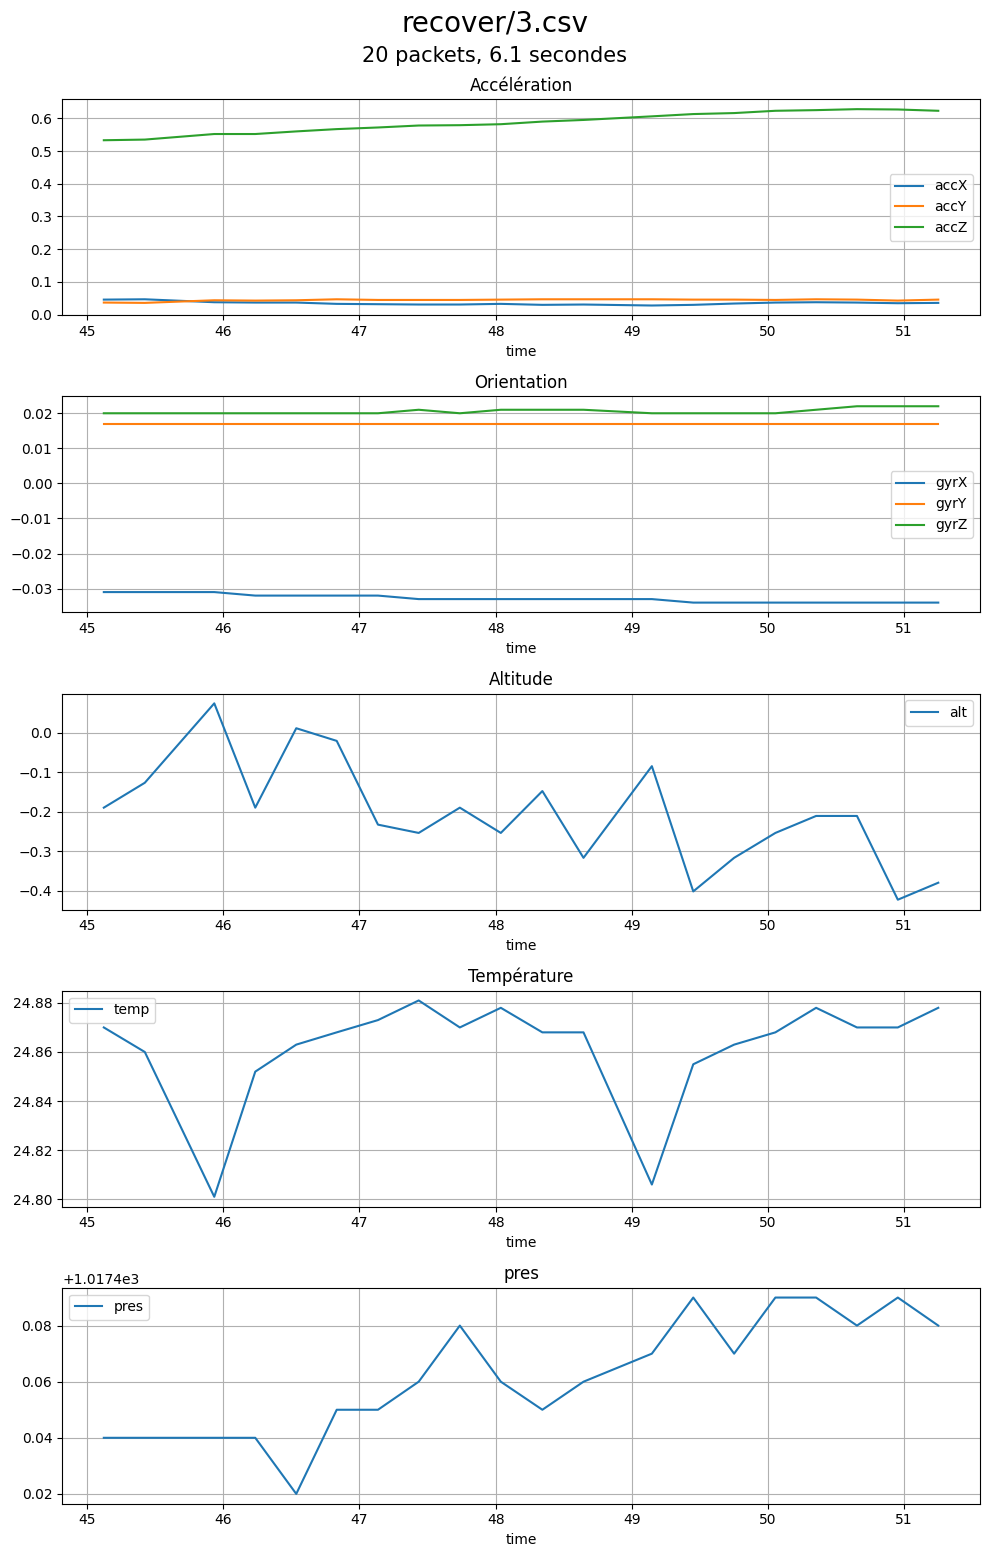 recover/3.csv
20 packets, 6.1 secondes
Accélération
0.6
0.5
0.4
0.3
0.2
0.1
0.0
accX
accY
accZ
45 46 47 48 49 50 51
time
Orientation
0.02
0.01
0.00
−0.01
−0.02
−0.03
gyrX
gyrY
gyrZ
45 46 47 48 49 50 51
time
Altitude
0.0
−0.1
−0.2
−0.3
−0.4
alt
45 46 47 48 49 50 51
time
Température
24.88
24.86
24.84
24.82
24.80
temp
45 46 47 48 49 50 51
time
pres
+1.0174e3
0.08
0.06
0.04
0.02
pres
45 46 47 48 49 50 51
time